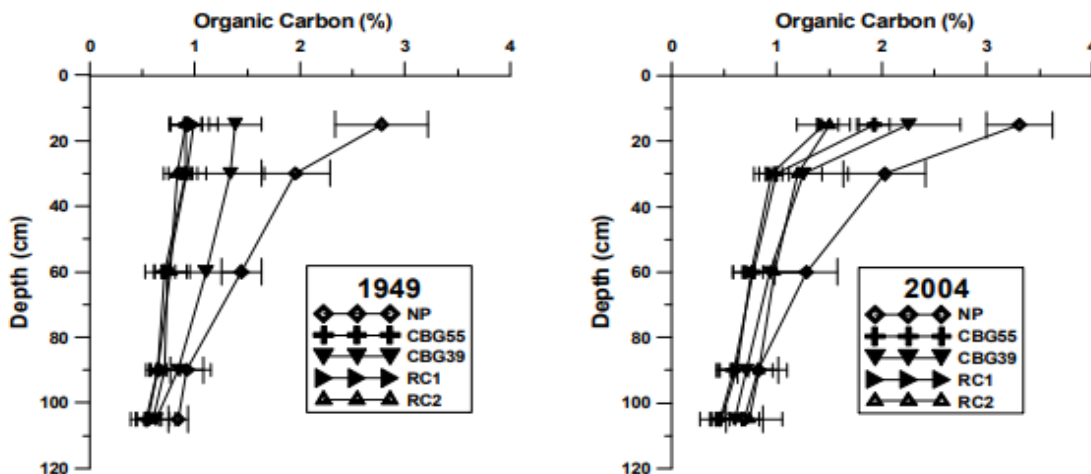 Organic Carbon (%)
0 1 2 3 4
0
20
40
60
80
100
120
Depth (cm)
1949
NP
CBG55
CBG39
RC1
RC2
Organic Carbon (%)
0 1 2 3 4
0
20
40
60
80
100
120
Depth (cm)
2004
NP
CBG55
CBG39
RC1
RC2